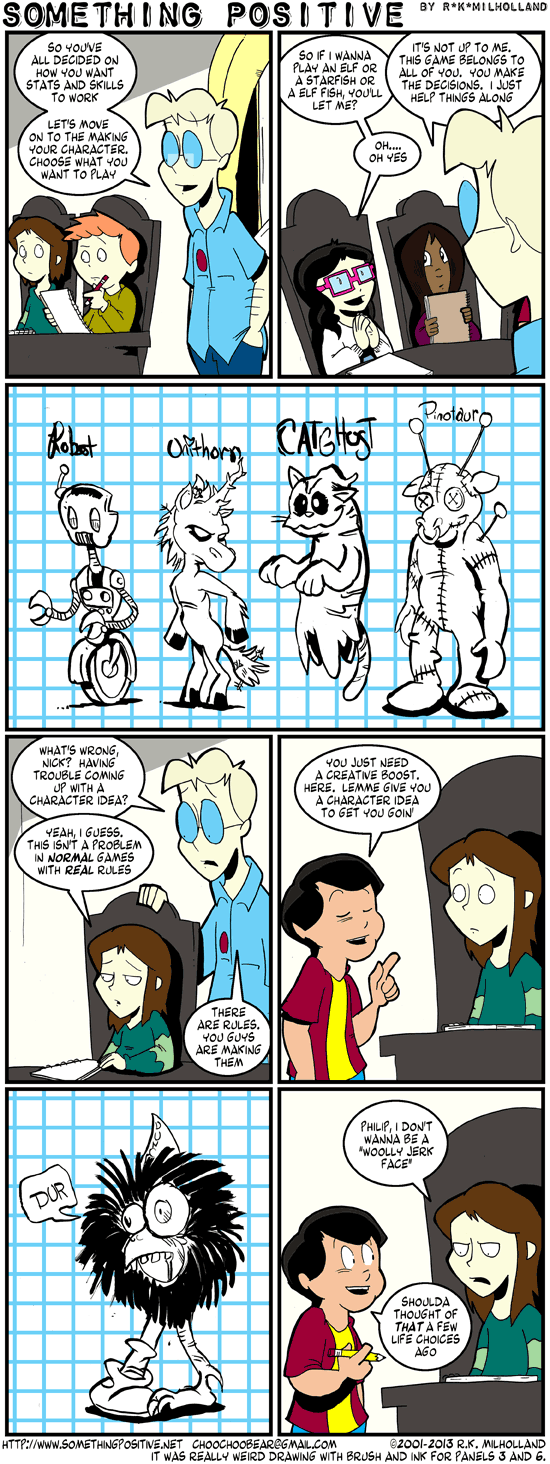 SOMETHING POSITIVE BY R*K*MILHOLLAND
SO YOU'VE
ALL DECIDED ON
HOW YOU WANT
STATS AND SKILLS
TO WORK
LET'S MOVE
ON TO THE MAKING
YOUR CHARACTER.
CHOOSE WHAT YOU
WANT TO PLAY
SO IF I WANNA
PLAY AN ELF OR
A STARFISH OR
A ELF FISH, YOU'LL
LET ME?
IT'S NOT UP TO ME.
THIS GAME BELONGS TO
ALL OF YOU. YOU MAKE
THE DECISIONS. I JUST
HELP THINGS ALONG
OH....
OH YES
Roboot
Unithorn
CATGHOST
Pinotaur
WHAT'S WRONG,
NICK? HAVING
TROUBLE COMING
UP WITH A
CHARACTER IDEA?
YEAH, I GUESS.
THIS ISN'T A PROBLEM
IN NORMAL GAMES
WITH REAL RULES
THERE
ARE RULES.
YOU GUYS
ARE MAKING
THEM
YOU JUST NEED
A CREATIVE BOOST.
HERE. LEMME GIVE YOU
A CHARACTER IDEA
TO GET YOU GOIN'
DUNCE
DUR
PHILIP, I DON'T
WANNA BE A
"WOOLLY JERK
FACE"
SHOULDA
THOUGHT OF
THAT A FEW
LIFE CHOICES
AGO
HTTP://WWW.SOMETHINGPOSITIVE.NET CHOOCHOOBEAR@GMAIL.COM ©2001-2013 R.K. MILHOLLAND
IT WAS REALLY WEIRD DRAWING WITH BRUSH AND INK FOR PANELS 3 AND 6.